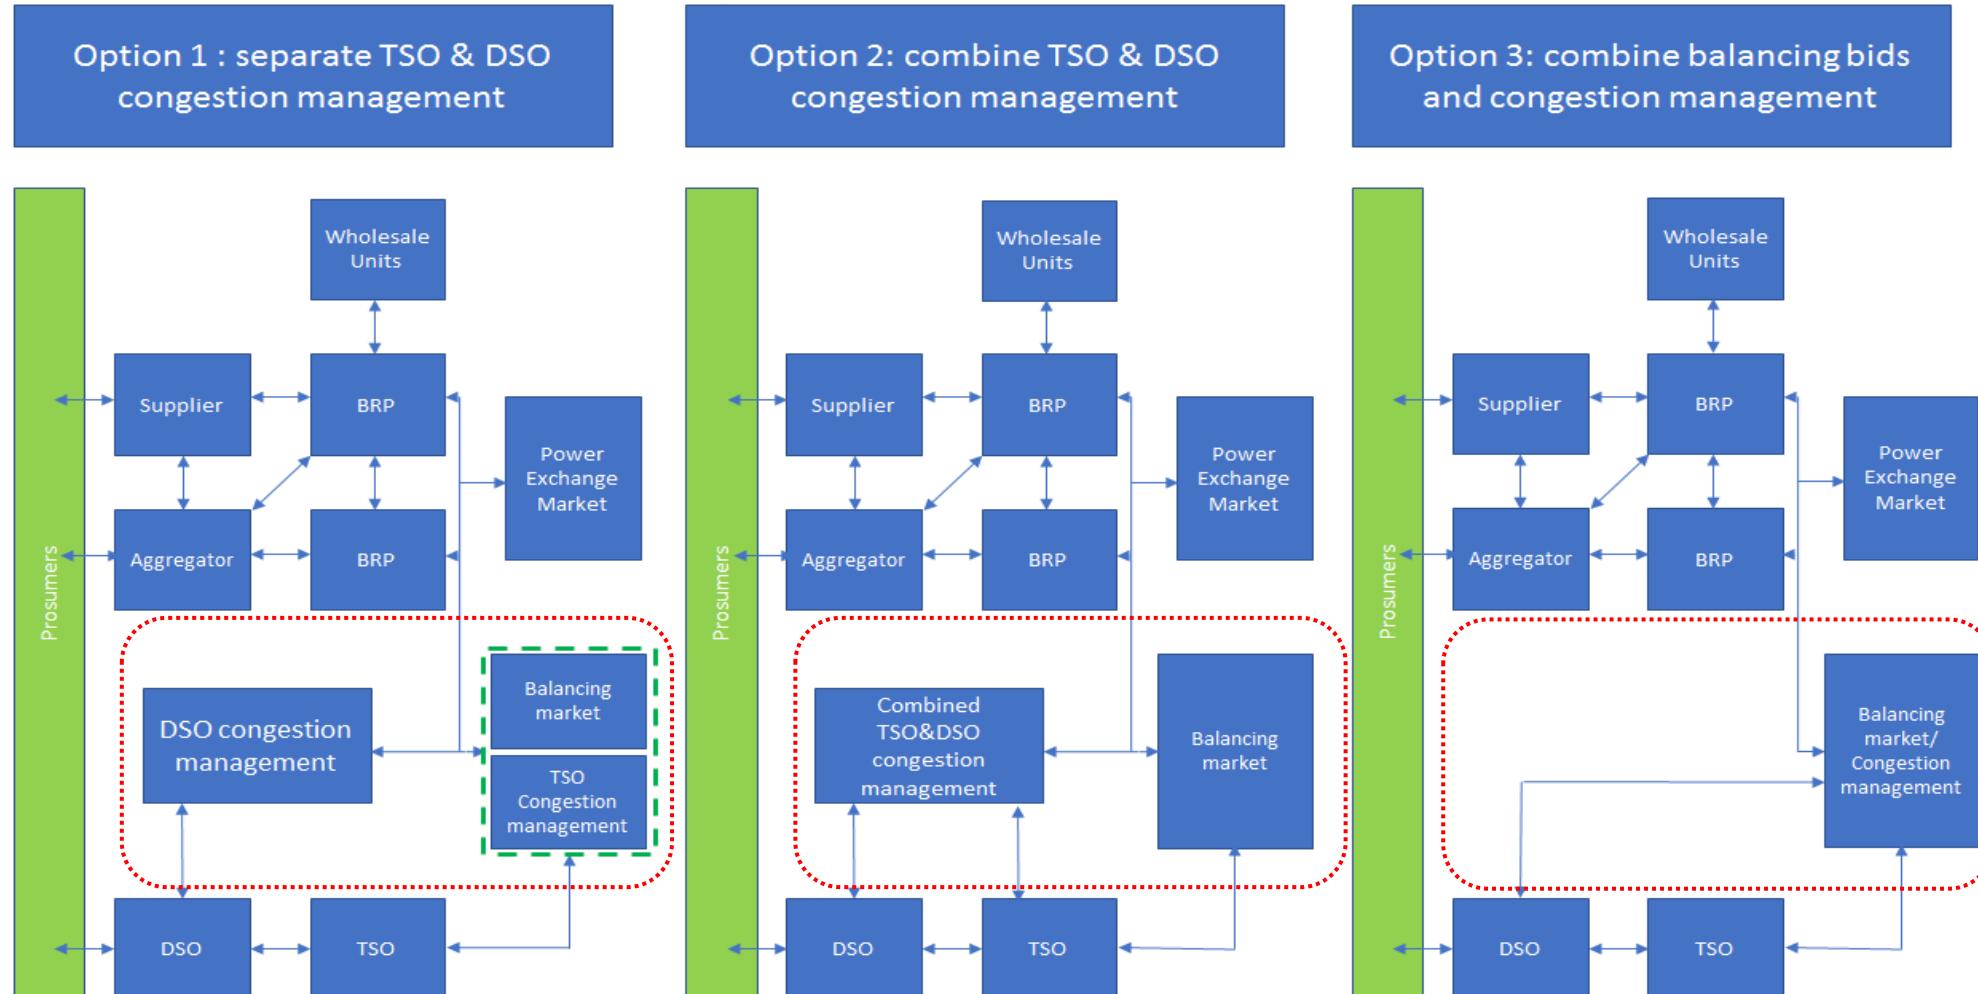 Option 1 : separate TSO & DSO
congestion management
Prosumers
Wholesale
Units
Supplier
BRP
Power
Exchange
Market
Aggregator
BRP
DSO congestion
management
Balancing
market
TSO
Congestion
management
DSO
TSO
Option 2: combine TSO & DSO
congestion management
Prosumers
Wholesale
Units
Supplier
BRP
Power
Exchange
Market
Aggregator
BRP
Combined
TSO&DSO
congestion
management
Balancing
market
DSO
TSO
Option 3: combine balancing bids
and congestion management
Prosumers
Wholesale
Units
Supplier
BRP
Power
Exchange
Market
Aggregator
BRP
Balancing
market/
Congestion
management
DSO
TSO